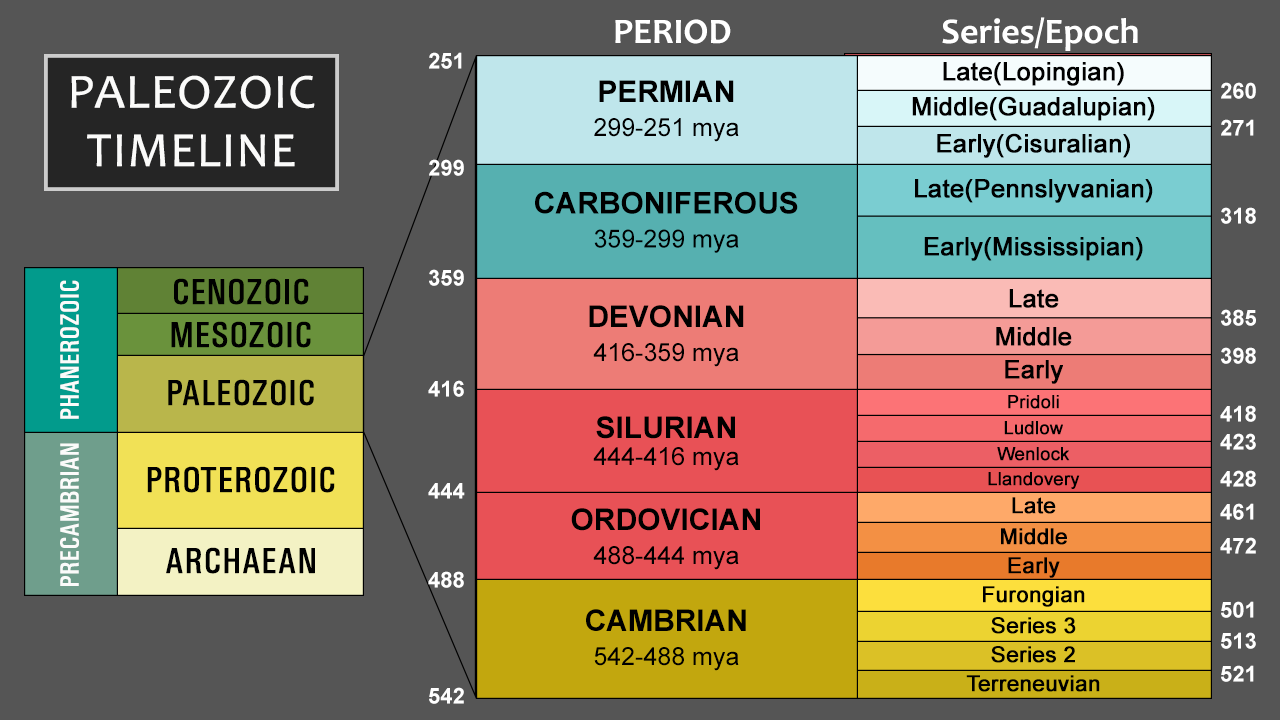 PALEOZOIC
TIMELINE
PHANEROZOIC
CENOZOIC
MESOZOIC
PALEOZOIC
PRECAMBRIAN
PROTEROZOIC
ARCHAEAN
PERIOD
Series/Epoch
251
PERMIAN
299-251 mya
Late(Lopingian)
260
Middle(Guadalupian)
271
Early(Cisuralian)
299
CARBONIFEROUS
359-299 mya
Late(Pennslyvanian)
318
Early(Mississipian)
359
DEVONIAN
416-359 mya
Late
385
Middle
398
Early
416
SILURIAN
444-416 mya
Pridoli
418
Ludlow
423
Wenlock
428
Llandovery
444
ORDOVICIAN
488-444 mya
Late
461
Middle
472
Early
488
CAMBRIAN
542-488 mya
Furongian
501
Series 3
513
Series 2
521
Terreneuvian
542